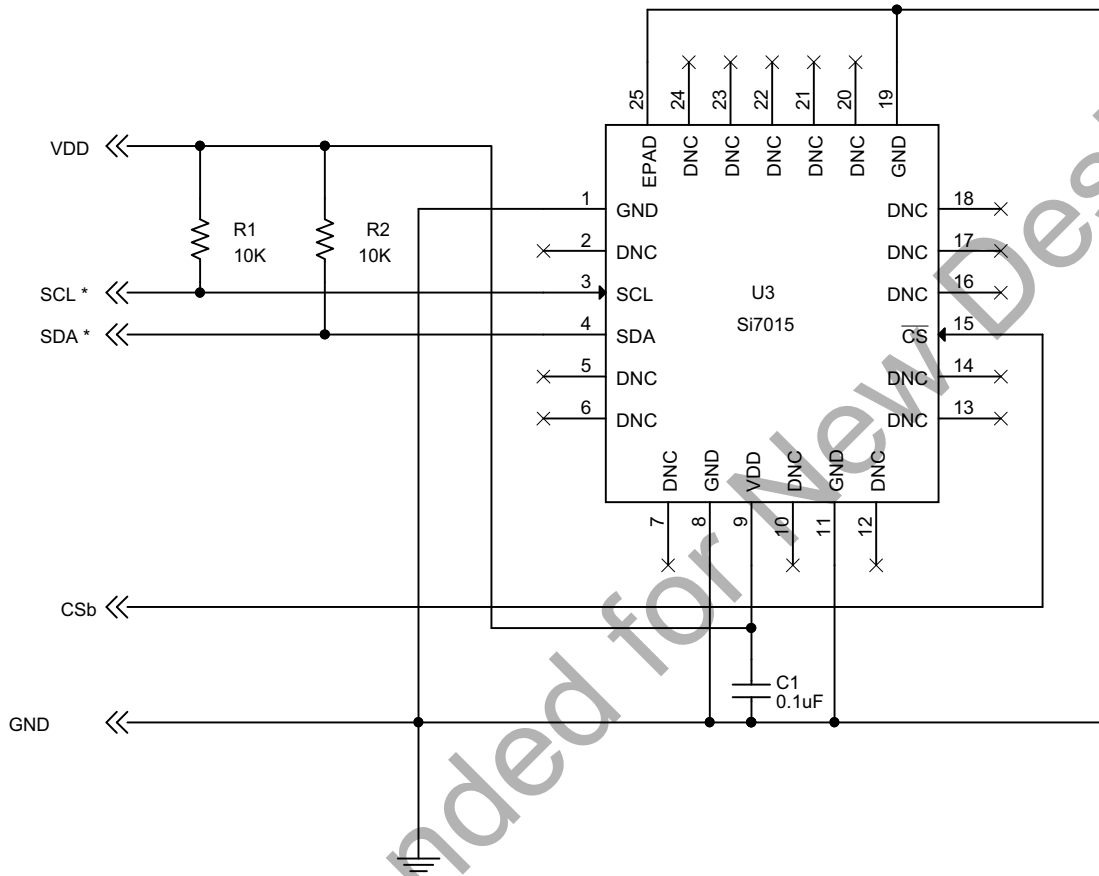 25
24
23
22
21
20
19
EPAD
DNC
DNC
DNC
DNC
DNC
GND
VDD
R1
10K
R2
10K
SCL *
SDA *
1
GND
2
DNC
3
SCL
4
SDA
5
DNC
6
DNC
U3
Si7015
DNC
18
DNC
17
DNC
16
CS
15
DNC
14
DNC
13
DNC
GND
VDD
DNC
GND
DNC
7
8
9
10
11
12
CSb
C1
0.1uF
GND
nded for New Des